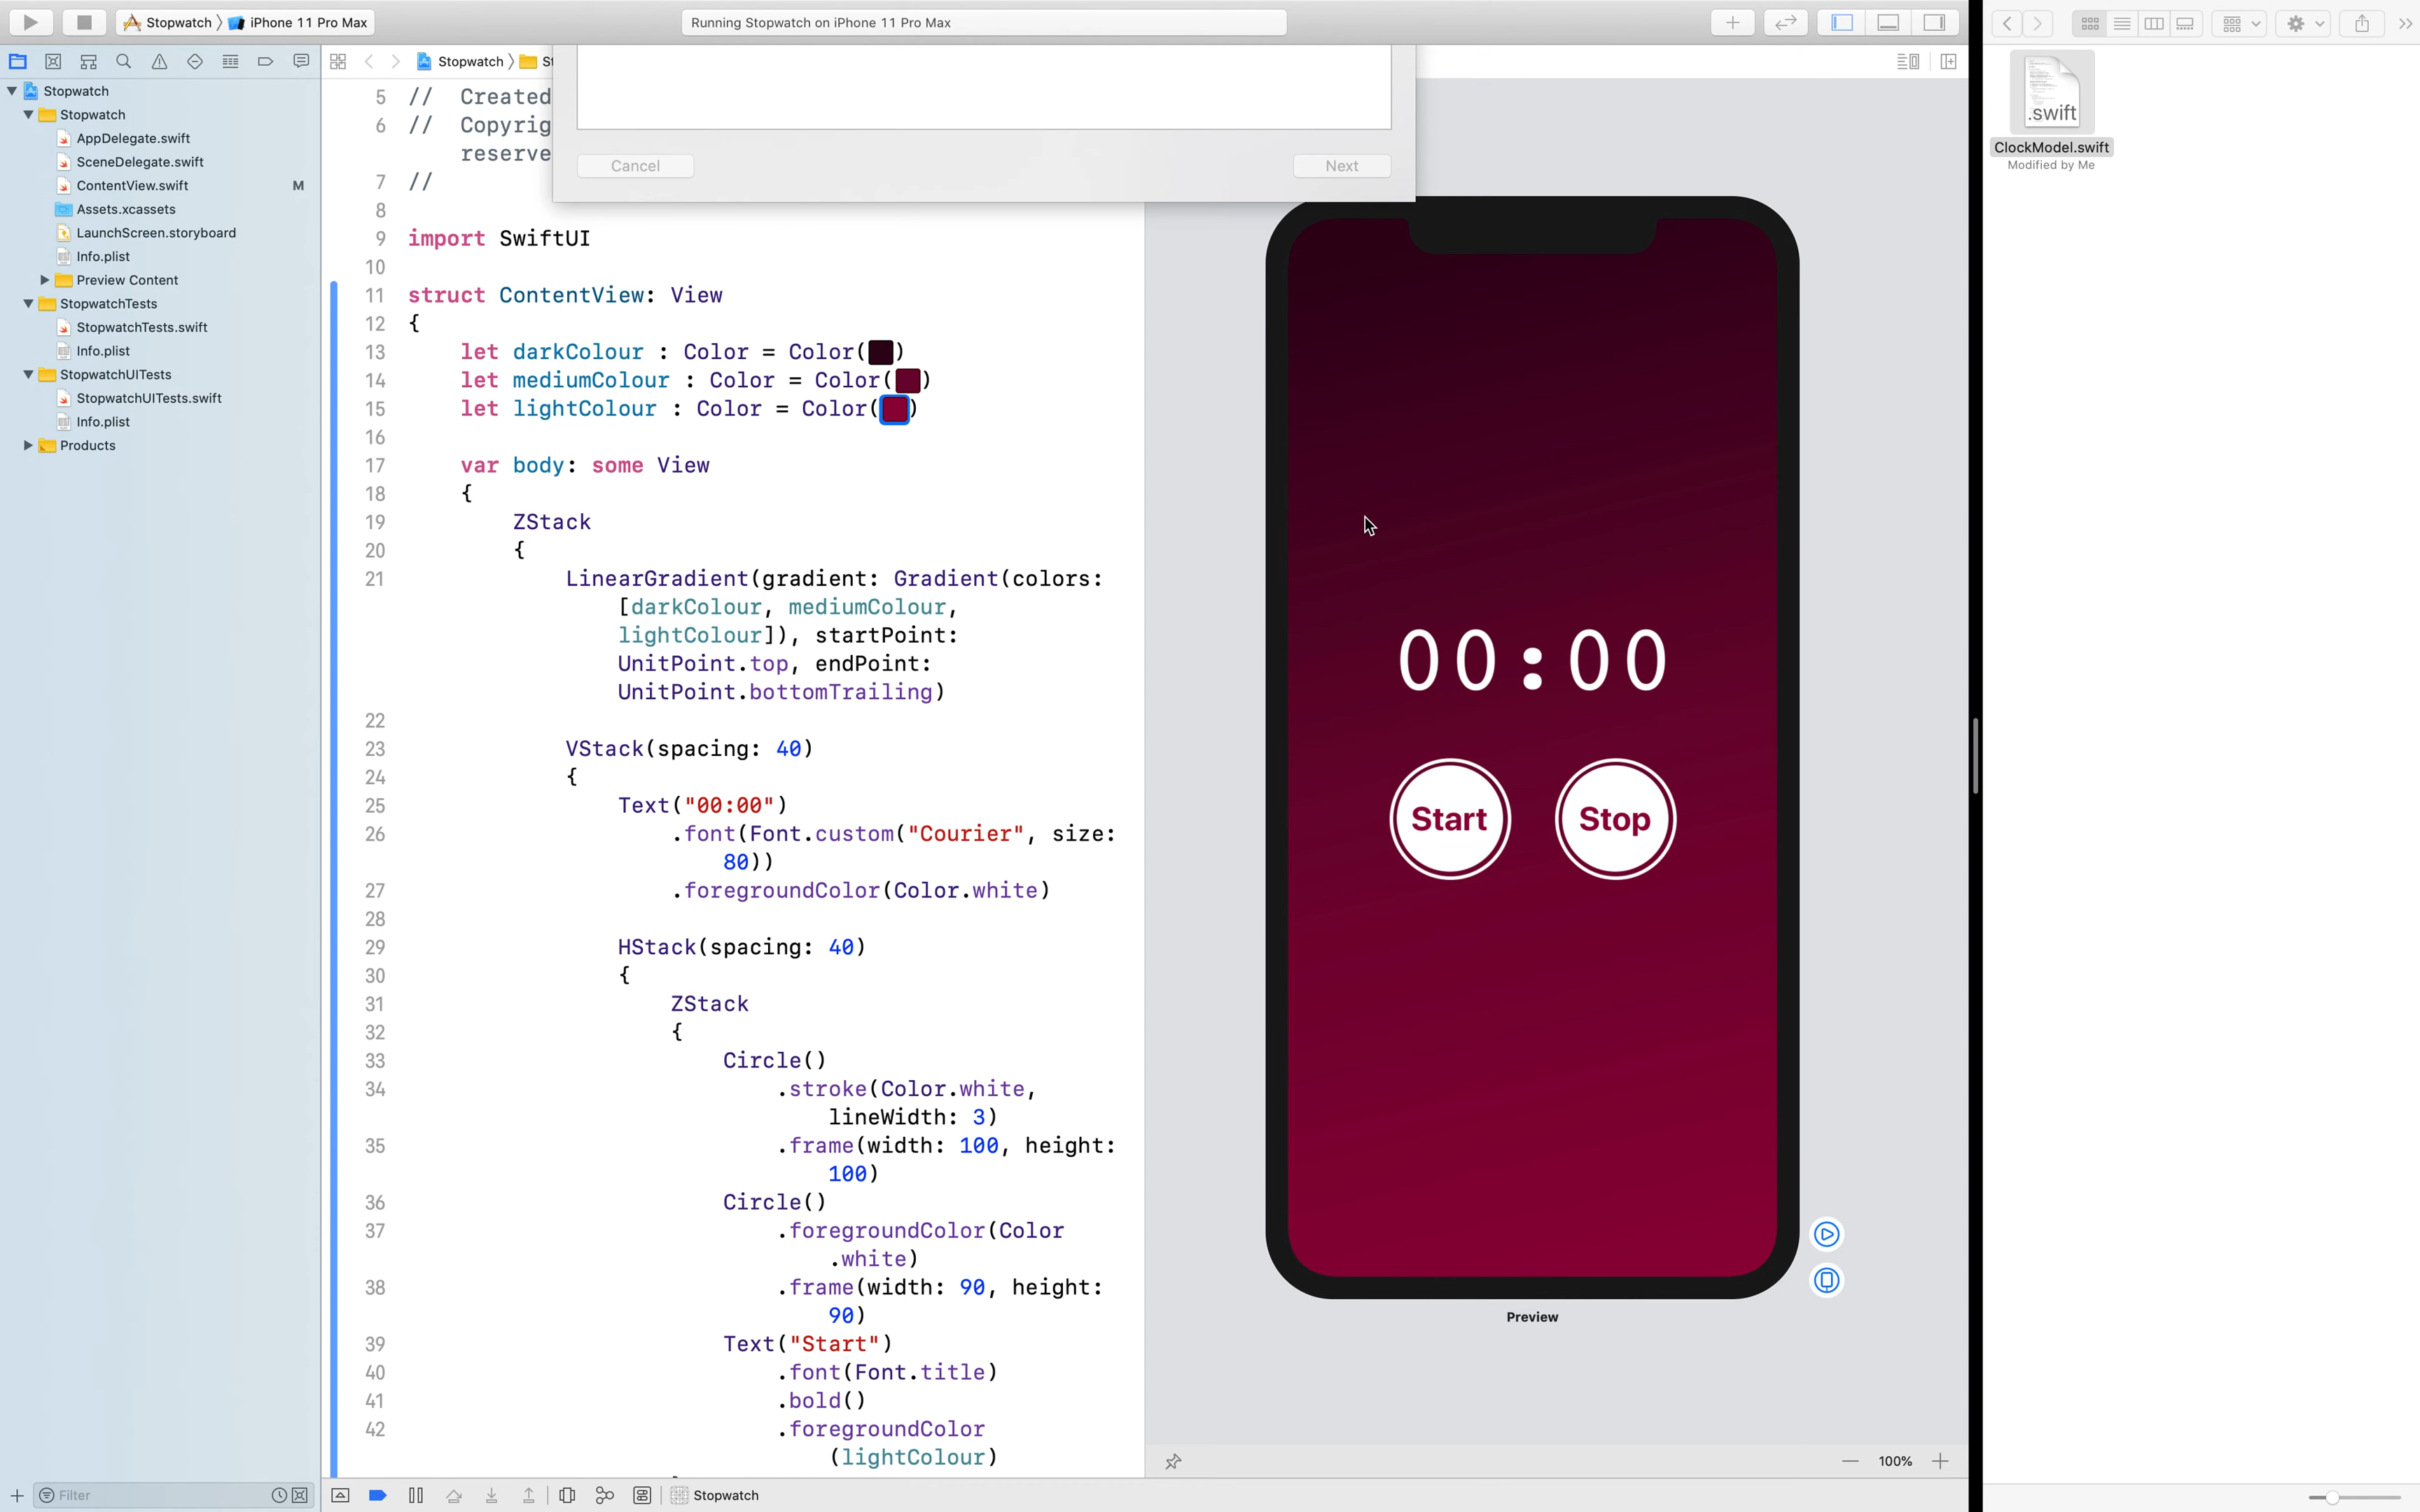 Stopwatch
iPhone 11 Pro Max
Running Stopwatch on iPhone 11 Pro Max
Stopwatch
Stopwatch
AppDelegate.swift
SceneDelegate.swift
ContentView.swift M
Assets.xcassets
LaunchScreen.storyboard
Info.plist
Preview Content
StopwatchTests
StopwatchTests.swift
Info.plist
StopwatchUITests
StopwatchUITests.swift
Info.plist
Products
Filter
Stopwatch St
5 // Created
6 // Copyrig
reserve
7 //
8
9 import SwiftUI
10
11 struct ContentView: View
12 {
13 let darkColour : Color = Color( )
14 let mediumColour : Color = Color( )
15 let lightColour : Color = Color( )
16
17 var body: some View
18 {
19 ZStack
20 {
21 LinearGradient(gradient: Gradient(colors:
[darkColour, mediumColour,
lightColour]), startPoint:
UnitPoint.top, endPoint:
UnitPoint.bottomTrailing)
22
23 VStack(spacing: 40)
24 {
25 Text("00:00")
26 .font(Font.custom("Courier", size:
80))
27 .foregroundColor(Color.white)
28
29 HStack(spacing: 40)
30 {
31 ZStack
32 {
33 Circle()
34 .stroke(Color.white,
lineWidth: 3)
35 .frame(width: 100, height:
100)
36 Circle()
37 .foregroundColor(Color
.white)
38 .frame(width: 90, height:
90)
39 Text("Start")
40 .font(Font.title)
41 .bold()
42 .foregroundColor
(lightColour)
Stopwatch
Cancel
Next
00:00
Start
Stop
Preview
100%
.swift
ClockModel.swift
Modified by Me